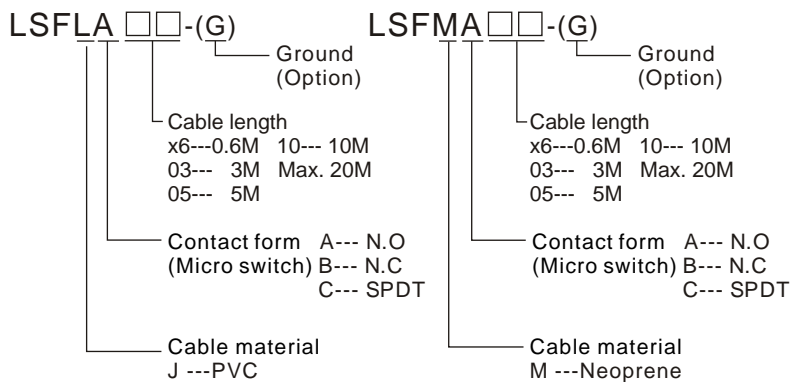 LSFLA □□-(G)
Ground
(Option)
Cable length
x6---0.6M 10--- 10M
03--- 3M Max. 20M
05--- 5M
Contact form A--- N.O
(Micro switch) B--- N.C
C--- SPDT
Cable material
J ---PVC
LSFMA□□-(G)
Ground
(Option)
Cable length
x6---0.6M 10--- 10M
03--- 3M Max. 20M
05--- 5M
Contact form A--- N.O
(Micro switch) B--- N.C
C--- SPDT
Cable material
M ---Neoprene